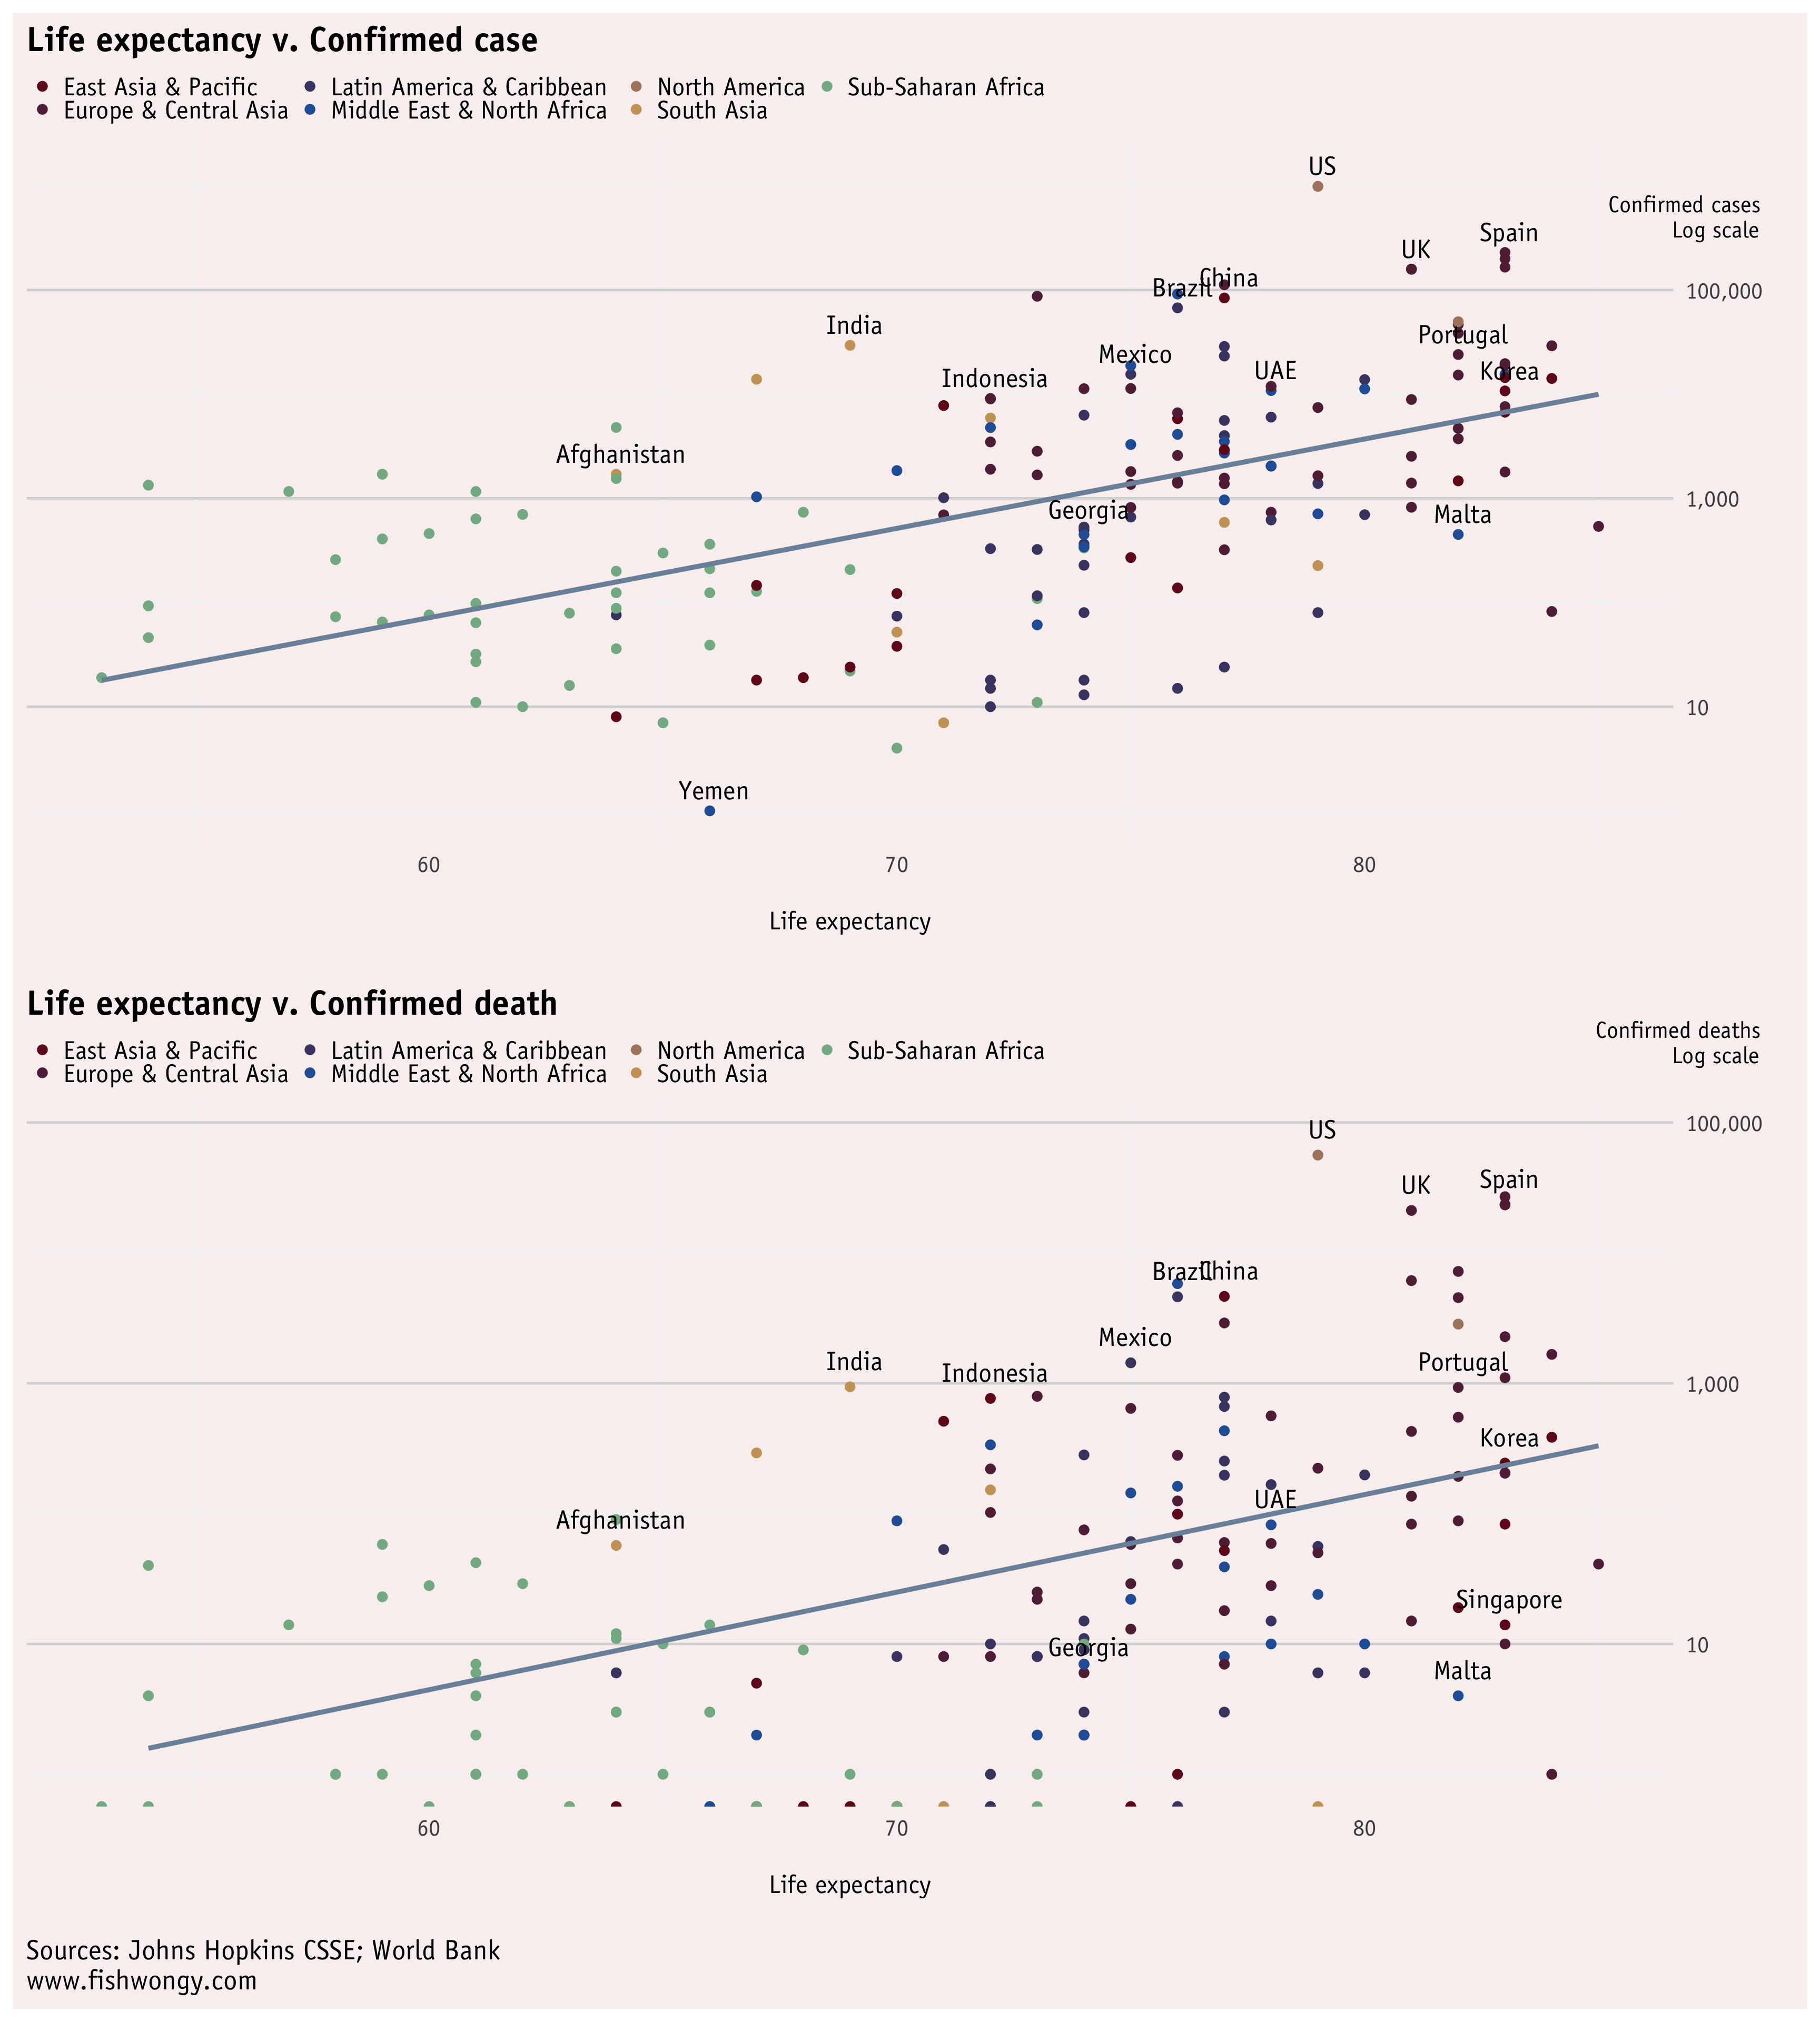 Life expectancy v. Confirmed case
East Asia & Pacific Latin America & Caribbean North America Sub-Saharan Africa
Europe & Central Asia Middle East & North Africa South Asia
US
Confirmed cases
Log scale
Spain
UK
China
Brazil
100,000
India
Portugal
Mexico
UAE
Korea
Indonesia
Afghanistan
1,000
Georgia
Malta
10
Yemen
60 70 80
Life expectancy
Life expectancy v. Confirmed death
Confirmed deaths
Log scale
East Asia & Pacific Latin America & Caribbean North America Sub-Saharan Africa
Europe & Central Asia Middle East & North Africa South Asia
100,000
US
Spain
UK
Brazil China
Mexico
India
Portugal
Indonesia
1,000
Korea
UAE
Afghanistan
Singapore
Georgia
10
Malta
60 70 80
Life expectancy
Sources: Johns Hopkins CSSE; World Bank
www.fishwongy.com